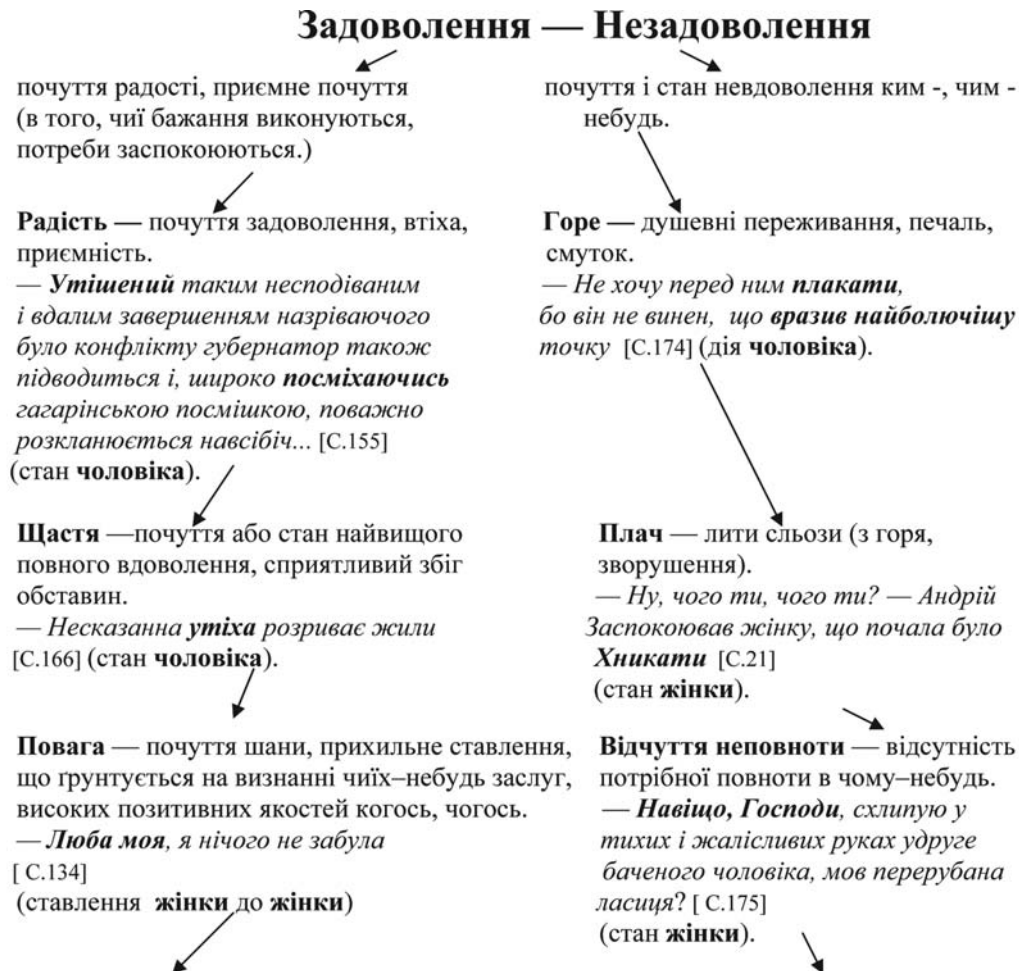 Задоволення — Незадоволення
почуття радості, приємне почуття
(в того, чиї бажання виконуються,
потреби заспокоюються.)
Радість — почуття задоволення, втіха,
приємність.
— Утішений таким несподіваним
і вдалим завершенням назріваючого
було конфлікту губернатор також
підводиться і, широко посміхаючись
гагарінською посмішкою, поважно
розкланюється навсібіч... [С.155]
(стан чоловіка).
Щастя —почуття або стан найвищого
повного вдоволення, сприятливий збіг
обставин.
— Несказанна утіха розриває жили
[С.166] (стан чоловіка).
Повага — почуття шани, прихильне ставлення,
що ґрунтується на визнанні чиїх–небудь заслуг,
високих позитивних якостей когось, чогось.
— Люба моя, я нічого не забула
[ С.134]
(ставлення жінки до жінки)
почуття і стан невдоволення ким -, чим -
небудь.
Горе — душевні переживання, печаль,
смуток.
— Не хочу перед ним плакати,
бо він не винен, що вразив найболючішу
точку [С.174] (дія чоловіка).
Плач — лити сльози (з горя,
зворушення).
— Ну, чого ти, чого ти? — Андрій
Заспокоював жінку, що почала було
Хникати [С.21]
(стан жінки).
Відчуття неповноти — відсутність
потрібної повноти в чому–небудь.
— Навіщо, Господи, схлипую у
тихих і жалісливих руках удруге
баченого чоловіка, мов перерубана
ласиця? [ С.175]
(стан жінки).